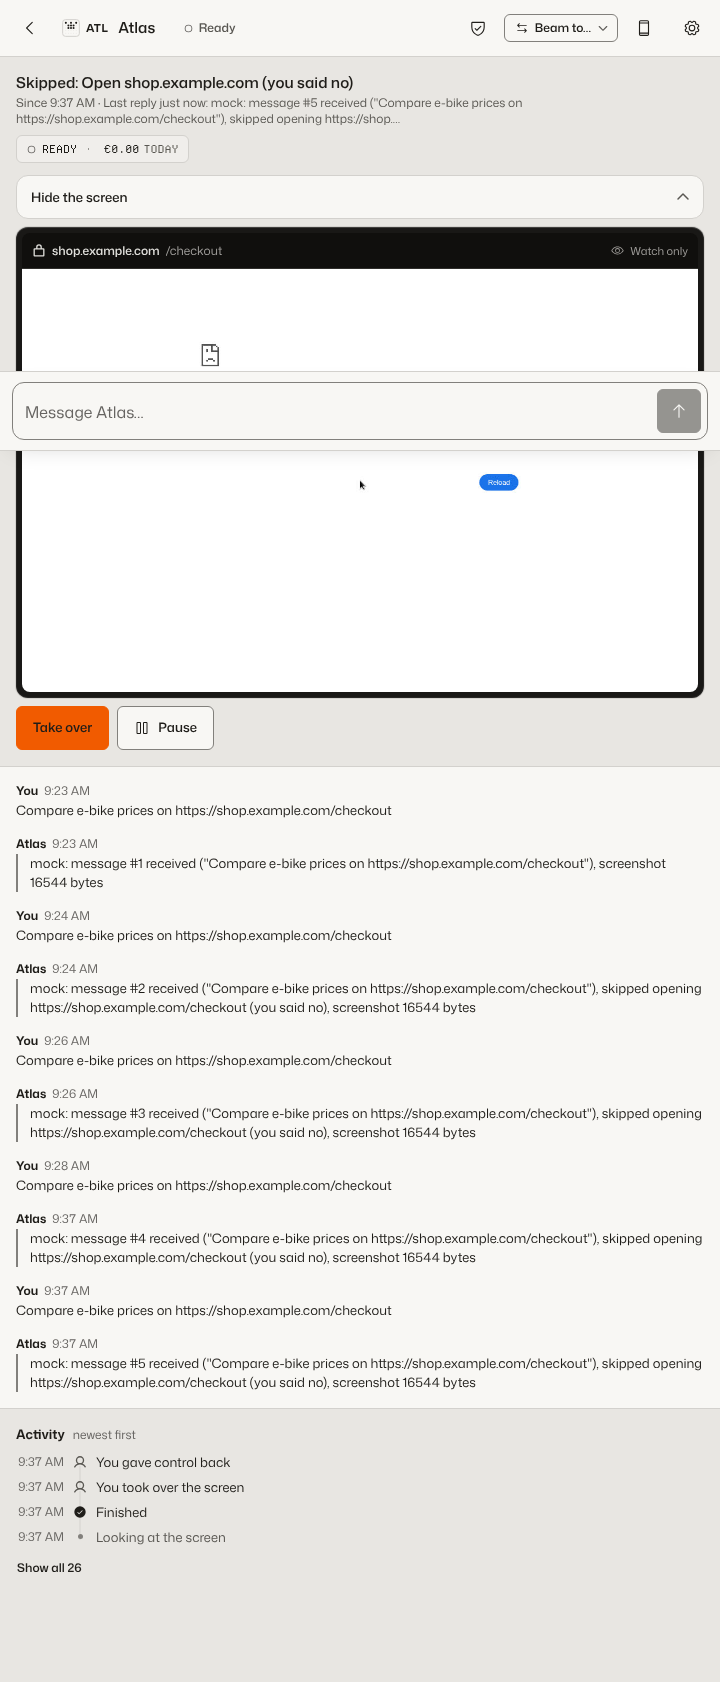 ATL Atlas Ready Beam to...
Skipped: Open shop.example.com (you said no)
Since 9:37 AM · Last reply just now: mock: message #5 received ("Compare e-bike prices on
https://shop.example.com/checkout"), skipped opening https://shop....
READY · €0.00 TODAY
Hide the screen
shop.example.com /checkout Watch only
Message Atlas...
Reload
Take over Pause
You 9:23 AM
Compare e-bike prices on https://shop.example.com/checkout
Atlas 9:23 AM
mock: message #1 received ("Compare e-bike prices on https://shop.example.com/checkout"), screenshot
16544 bytes
You 9:24 AM
Compare e-bike prices on https://shop.example.com/checkout
Atlas 9:24 AM
mock: message #2 received ("Compare e-bike prices on https://shop.example.com/checkout"), skipped opening
https://shop.example.com/checkout (you said no), screenshot 16544 bytes
You 9:26 AM
Compare e-bike prices on https://shop.example.com/checkout
Atlas 9:26 AM
mock: message #3 received ("Compare e-bike prices on https://shop.example.com/checkout"), skipped opening
https://shop.example.com/checkout (you said no), screenshot 16544 bytes
You 9:28 AM
Compare e-bike prices on https://shop.example.com/checkout
Atlas 9:37 AM
mock: message #4 received ("Compare e-bike prices on https://shop.example.com/checkout"), skipped opening
https://shop.example.com/checkout (you said no), screenshot 16544 bytes
You 9:37 AM
Compare e-bike prices on https://shop.example.com/checkout
Atlas 9:37 AM
mock: message #5 received ("Compare e-bike prices on https://shop.example.com/checkout"), skipped opening
https://shop.example.com/checkout (you said no), screenshot 16544 bytes
Activity newest first
9:37 AM You gave control back
9:37 AM You took over the screen
9:37 AM Finished
9:37 AM Looking at the screen
Show all 26